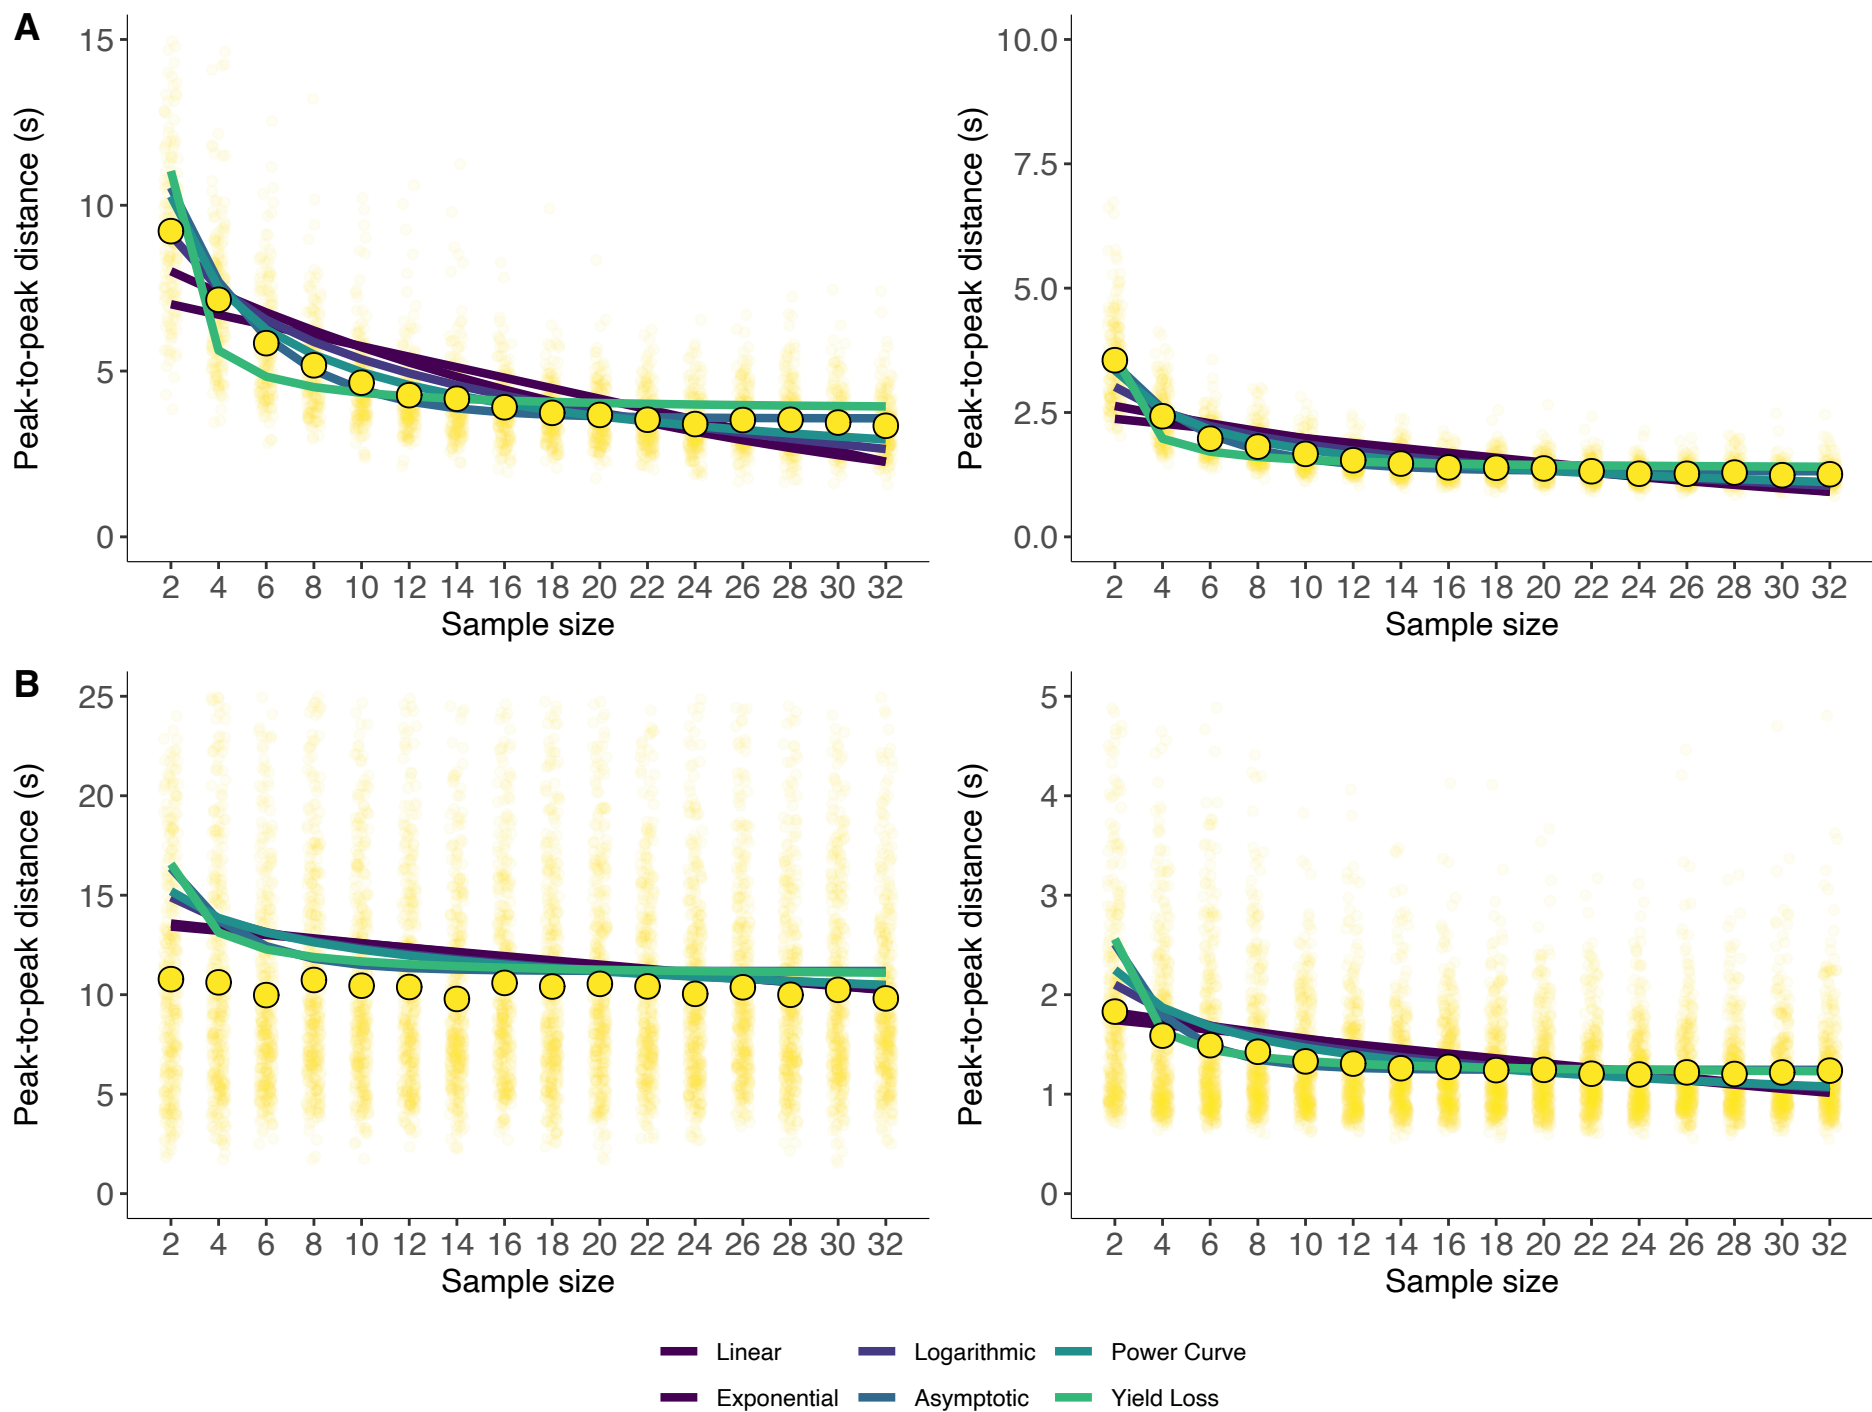 A
15
10
5
0
Peak-to-peak distance (s)
2 4 6 8 10 12 14 16 18 20 22 24 26 28 30 32
Sample size
10.0
7.5
5.0
2.5
0.0
Peak-to-peak distance (s)
2 4 6 8 10 12 14 16 18 20 22 24 26 28 30 32
Sample size
B
25
20
15
10
5
0
Peak-to-peak distance (s)
2 4 6 8 10 12 14 16 18 20 22 24 26 28 30 32
Sample size
5
4
3
2
1
0
Peak-to-peak distance (s)
2 4 6 8 10 12 14 16 18 20 22 24 26 28 30 32
Sample size
Linear Logarithmic Power Curve
Exponential Asymptotic Yield Loss